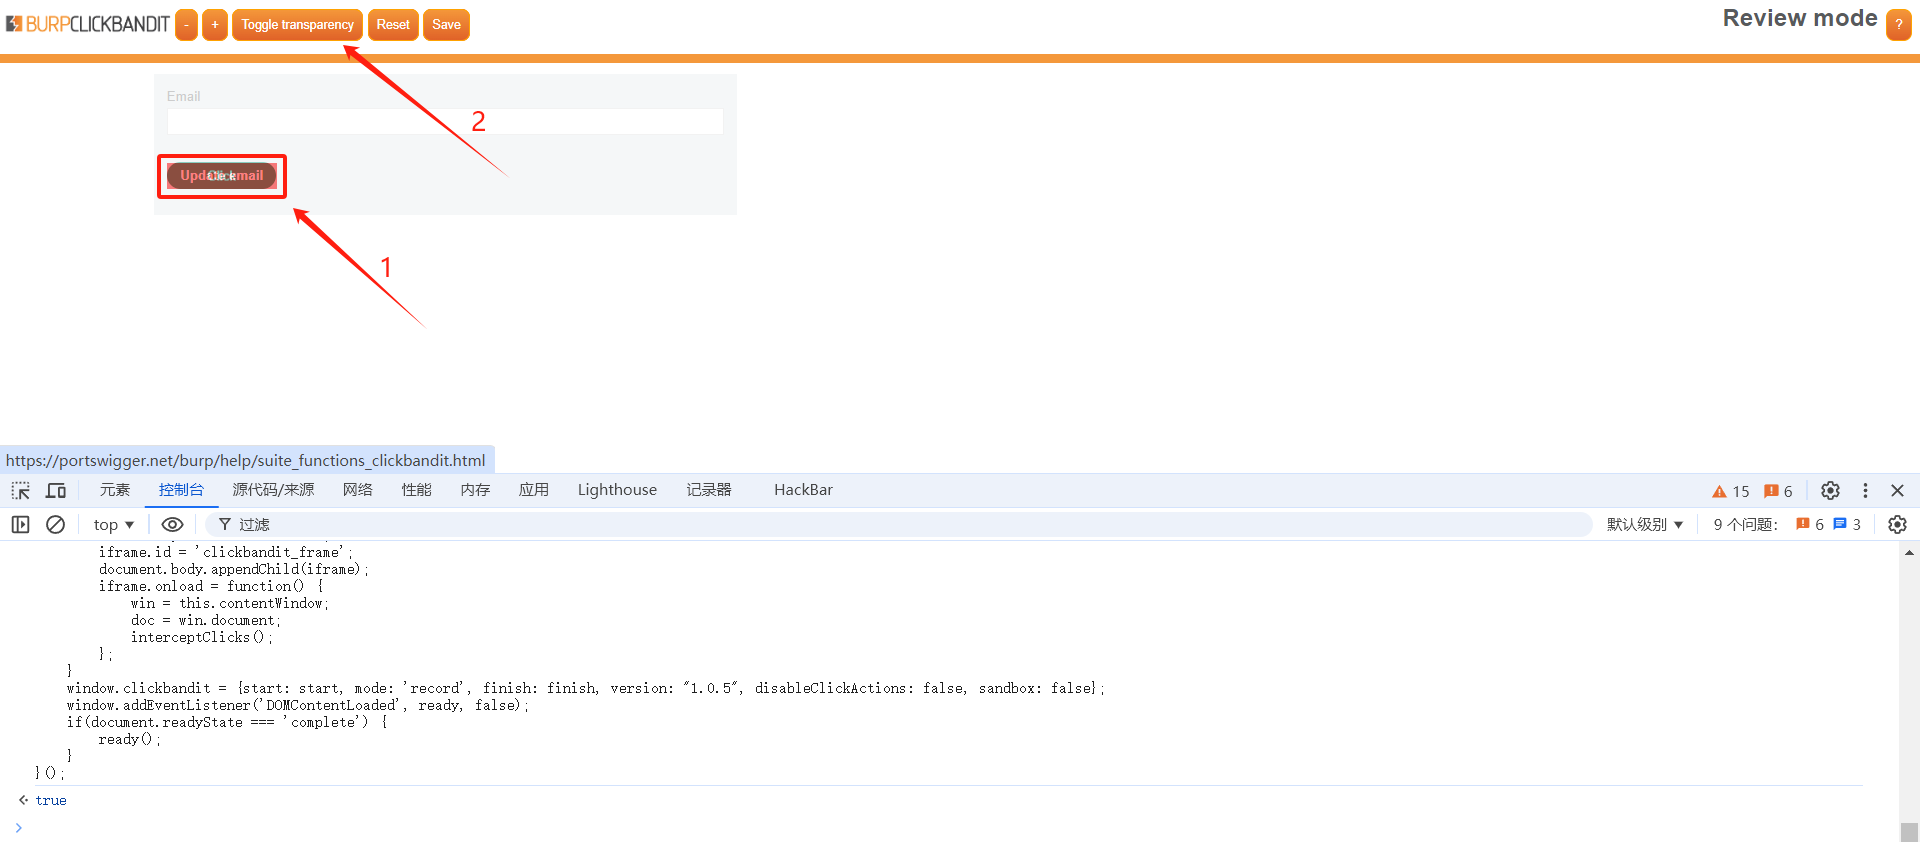 BURPCLICKBANDIT - + Toggle transparency Reset Save Review mode ?
Email
2
Update email
Click
1
https://portswigger.net/burp/help/suite_functions_clickbandit.html
元素 控制台 源代码/来源 网络 性能 内存 应用 Lighthouse 记录器 HackBar 15 6
top ▼ 过滤 默认级别 ▼ 9 个问题: 6 3
iframe.id = 'clickbandit_frame';
document.body.appendChild(iframe);
iframe.onload = function() {
win = this.contentWindow;
doc = win.document;
interceptClicks();
};
}
window.clickbandit = {start: start, mode: 'record', finish: finish, version: "1.0.5", disableClickActions: false, sandbox: false};
window.addEventListener('DOMContentLoaded', ready, false);
if(document.readyState === 'complete') {
ready();
}
}();
true